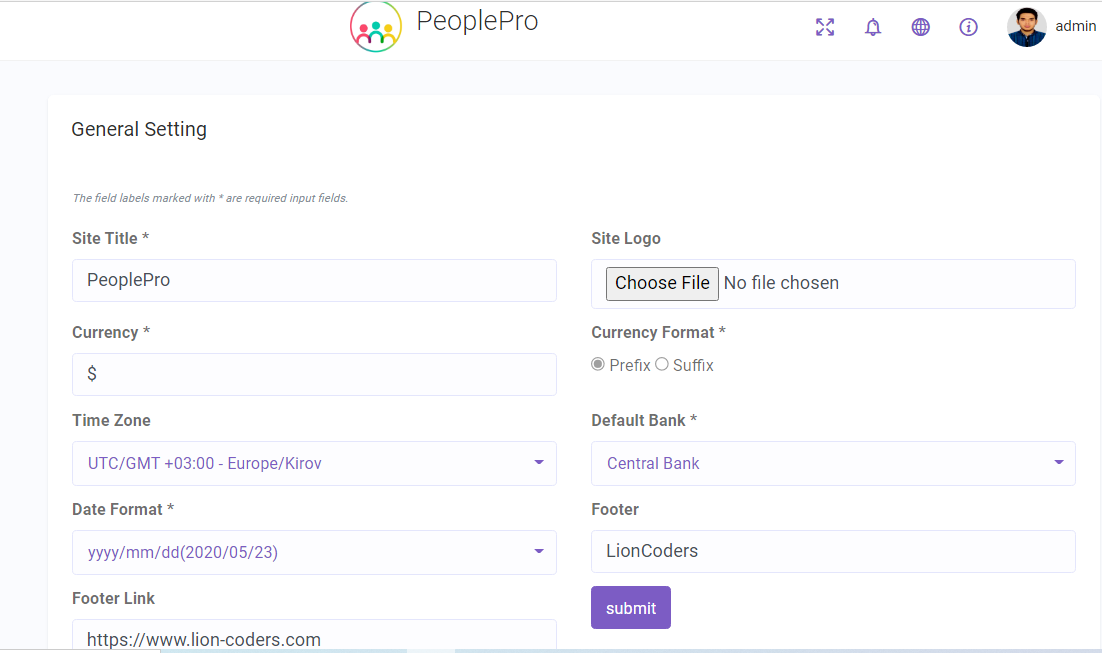 PeoplePro
admin
General Setting
The field labels marked with * are required input fields.
Site Title *
Site Logo
PeoplePro
Choose File No file chosen
Currency *
Currency Format *
$
Prefix Suffix
Time Zone
Default Bank *
UTC/GMT +03:00 - Europe/Kirov
Central Bank
Date Format *
Footer
yyyy/mm/dd(2020/05/23)
LionCoders
Footer Link
submit
https://www.lion-coders.com